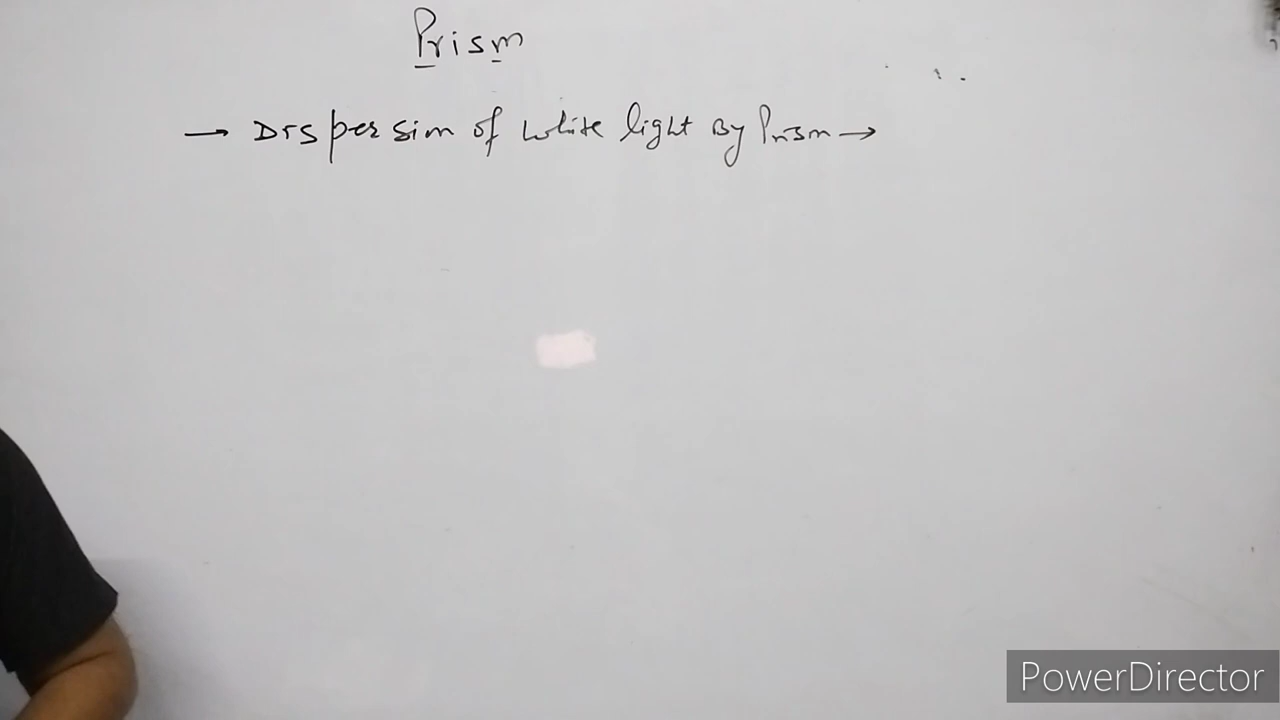 Prism
→ Dispersion of white light By Prism →
PowerDirector